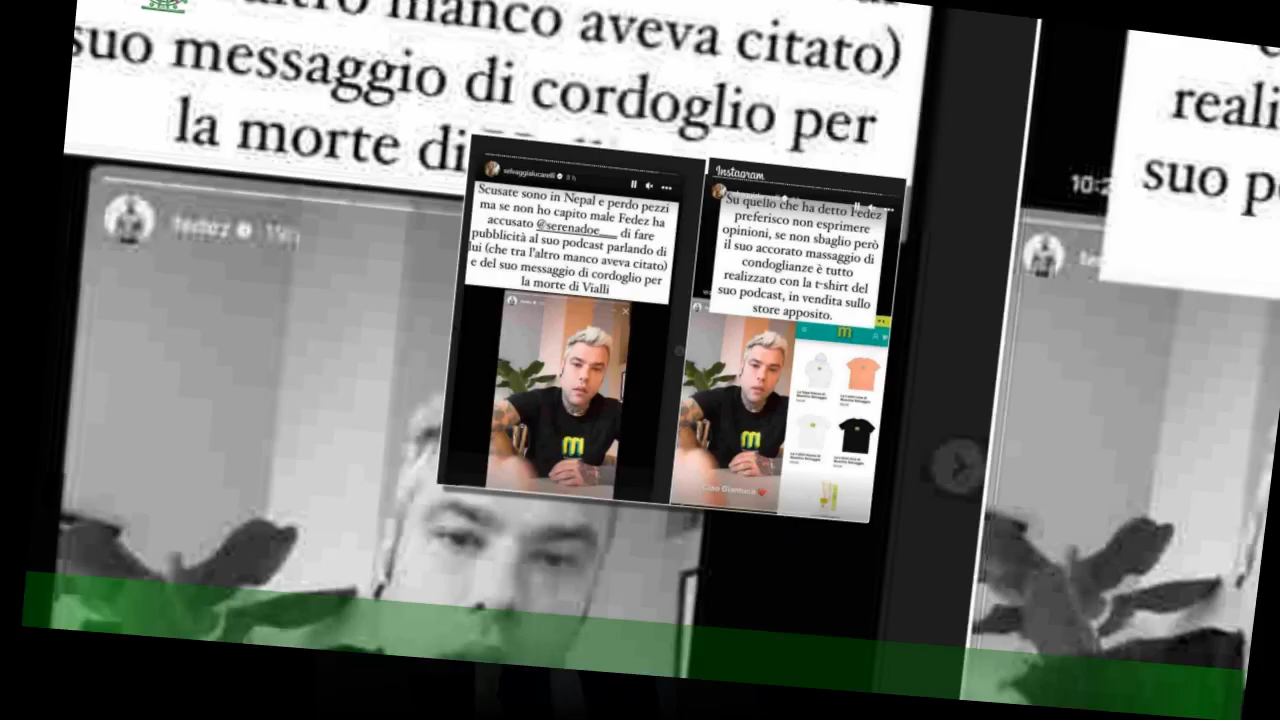 altro manco aveva citato)
suo messaggio di cordoglio per
la morte di
reali
suo p
10:2
selvaggialucarelli 8 h
Scusate sono in Nepal e perdo pezzi
ma se non ho capito male Fedez ha
accusato @serenadoe___ di fare
pubblicità al suo podcast parlando di
lui (che tra l'altro manco aveva citato)
e del suo messaggio di cordoglio per
la morte di Vialli
Instagram
Su quello che ha detto Fedez
preferisco non esprimere
opinioni, se non sbaglio però
il suo accorato massaggio di
condoglianze è tutto
realizzato con la t-shirt del
suo podcast, in vendita sullo
store apposito.
m
m
m
Ciao Gianluca